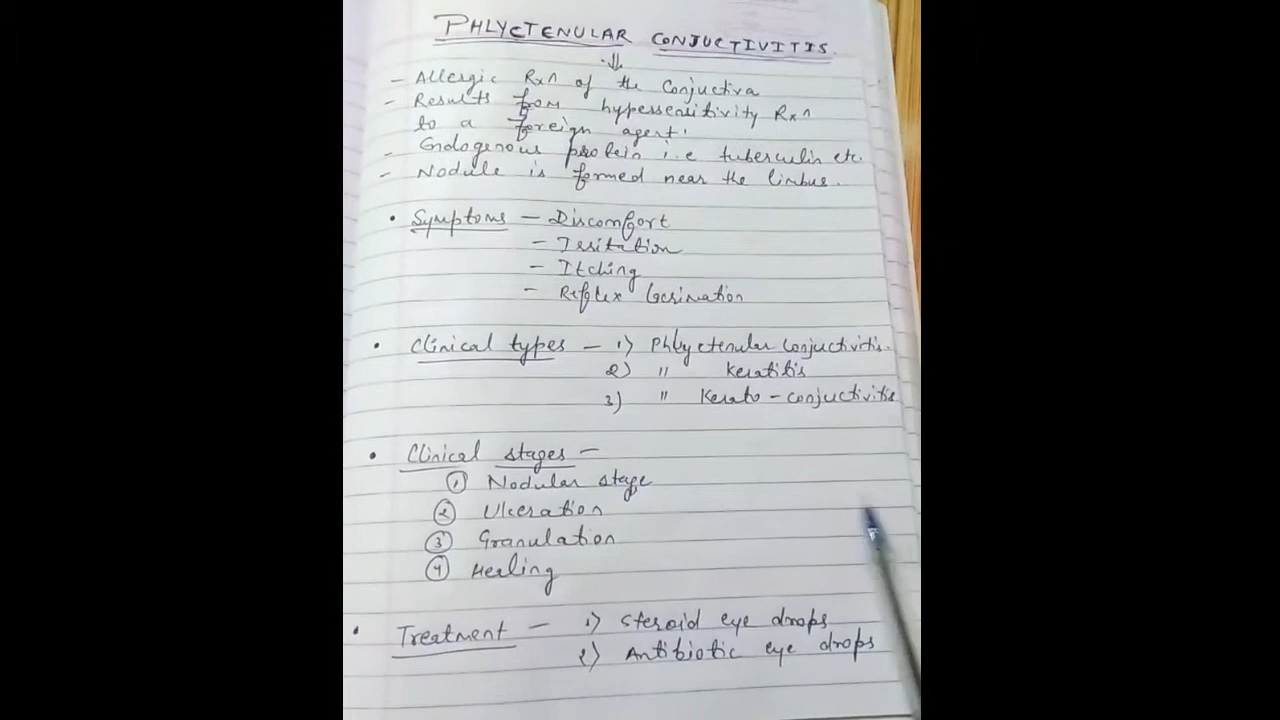 PHLYCTENULAR CONJUCTIVITIS.
⇓
- Allergic Rxn of the Conjuctiva
- Results from hypersensitivity Rxn
to a foreign agent.
- Endogenous protein i.e tuberculin etc.
- Nodule is formed near the limbus.
• Symptoms - Discomfort
- Irritation
- Itching
- Reflex lacrimation
• Clinical types - 1) Phlyctenular Conjuctivitis.
2) " Keratitis
3) " Kerato-conjuctivitis
• Clinical stages -
① Nodular stage
② Ulceration
③ Granulation
④ Healing
• Treatment - 1) Steroid eye drops
2) Antibiotic eye drops